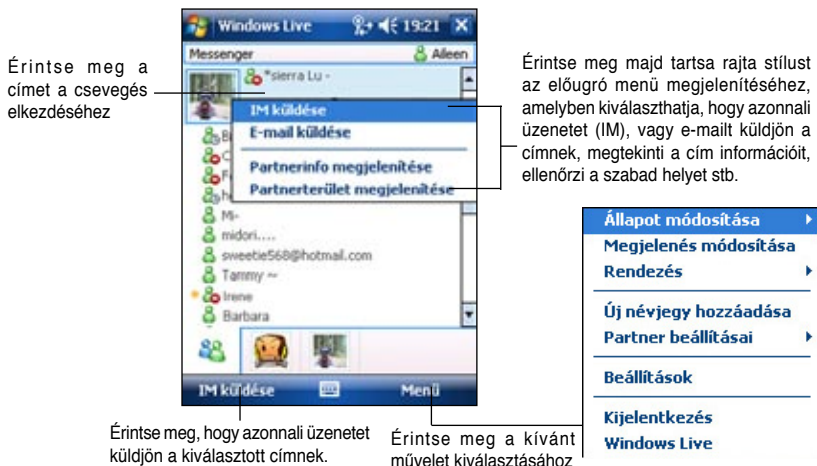 Windows Live 19:21
Messenger Aileen
*sierra Lu -
IM küldése
E-mail küldése
Partnerinfo megjelenítése
Partnerterület megjelenítése
Mi-
midori....
sweetie568@hotmail.com
Tammy ~
Irene
Barbara
IM küldése Menü
Érintse meg a
címet a csevegés
elkezdéséhez
Érintse meg majd tartsa rajta stílust
az előugró menü megjelenítéséhez,
amelyben kiválaszthatja, hogy azonnali
üzenetet (IM), vagy e-mailt küldjön a
címnek, megtekinti a cím információit,
ellenőrzi a szabad helyet stb.
Állapot módosítása
Megjelenés módosítása
Rendezés
Új névjegy hozzáadása
Partner beállításai
Beállítások
Kijelentkezés
Windows Live
Érintse meg, hogy azonnali üzenetet
küldjön a kiválasztott címnek.
Érintse meg a kívánt
művelet kiválasztásához